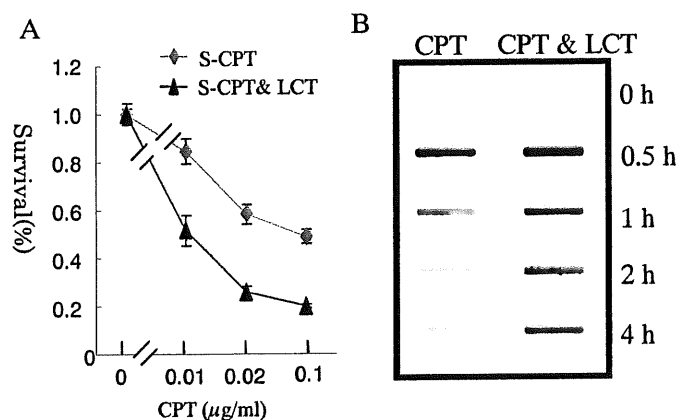 A
S-CPT
S-CPT& LCT
1.2
1.0
0.8
0.6
0.4
0.2
0
Survival(%)
0 0.01 0.02 0.1
CPT (μg/ml)
B
CPT CPT & LCT
0 h
0.5 h
1 h
2 h
4 h